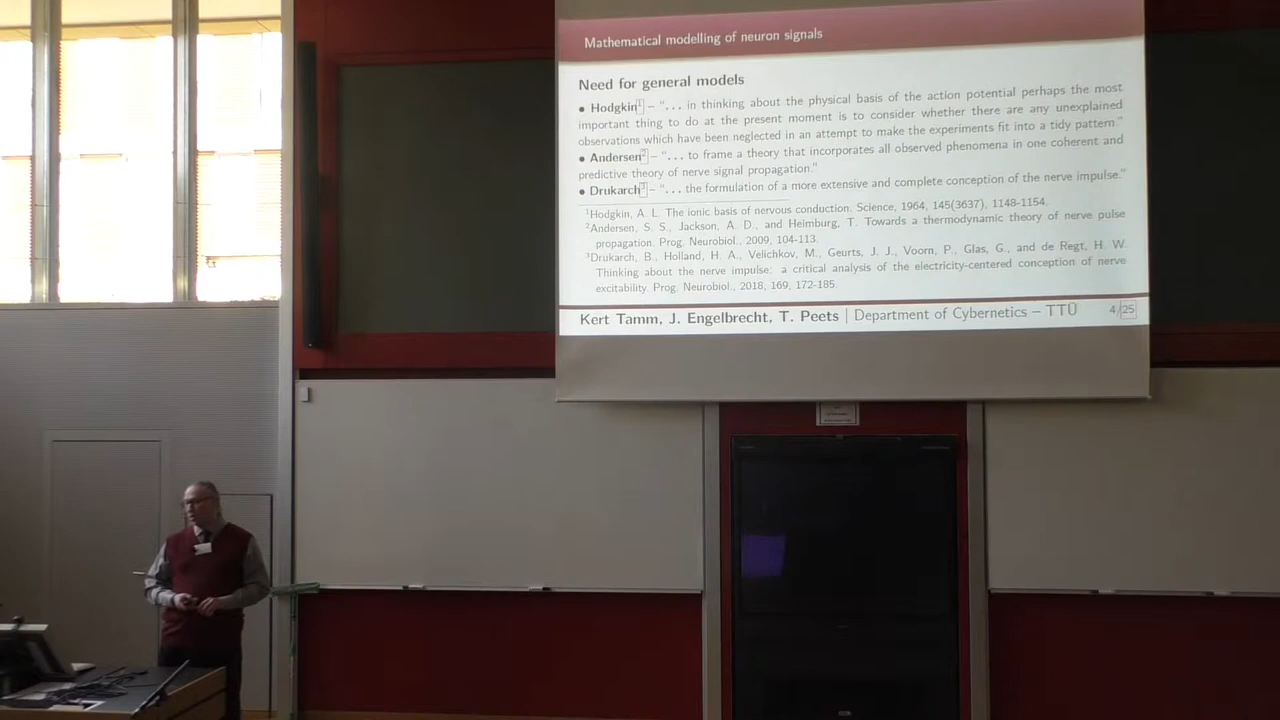 Mathematical modelling of neuron signals
Need for general models
• Hodgkin1 – “... in thinking about the physical basis of the action potential perhaps the most
important thing to do at the present moment is to consider whether there are any unexplained
observations which have been neglected in an attempt to make the experiments fit into a tidy pattern.”
• Andersen2 – “... to frame a theory that incorporates all observed phenomena in one coherent and
predictive theory of nerve signal propagation.”
• Drukarch3 – “... the formulation of a more extensive and complete conception of the nerve impulse.”
1Hodgkin, A. L. The ionic basis of nervous conduction. Science, 1964, 145(3637), 1148-1154.
2Andersen, S. S., Jackson, A. D., and Heimburg, T. Towards a thermodynamic theory of nerve pulse
propagation. Prog. Neurobiol., 2009, 104-113.
3Drukarch, B., Holland, H. A., Velichkov, M., Geurts, J. J., Voorn, P., Glas, G., and de Regt, H. W.
Thinking about the nerve impulse: a critical analysis of the electricity-centered conception of nerve
excitability. Prog. Neurobiol., 2018, 169, 172-185.
Kert Tamm, J. Engelbrecht, T. Peets | Department of Cybernetics – TTÜ 4/25